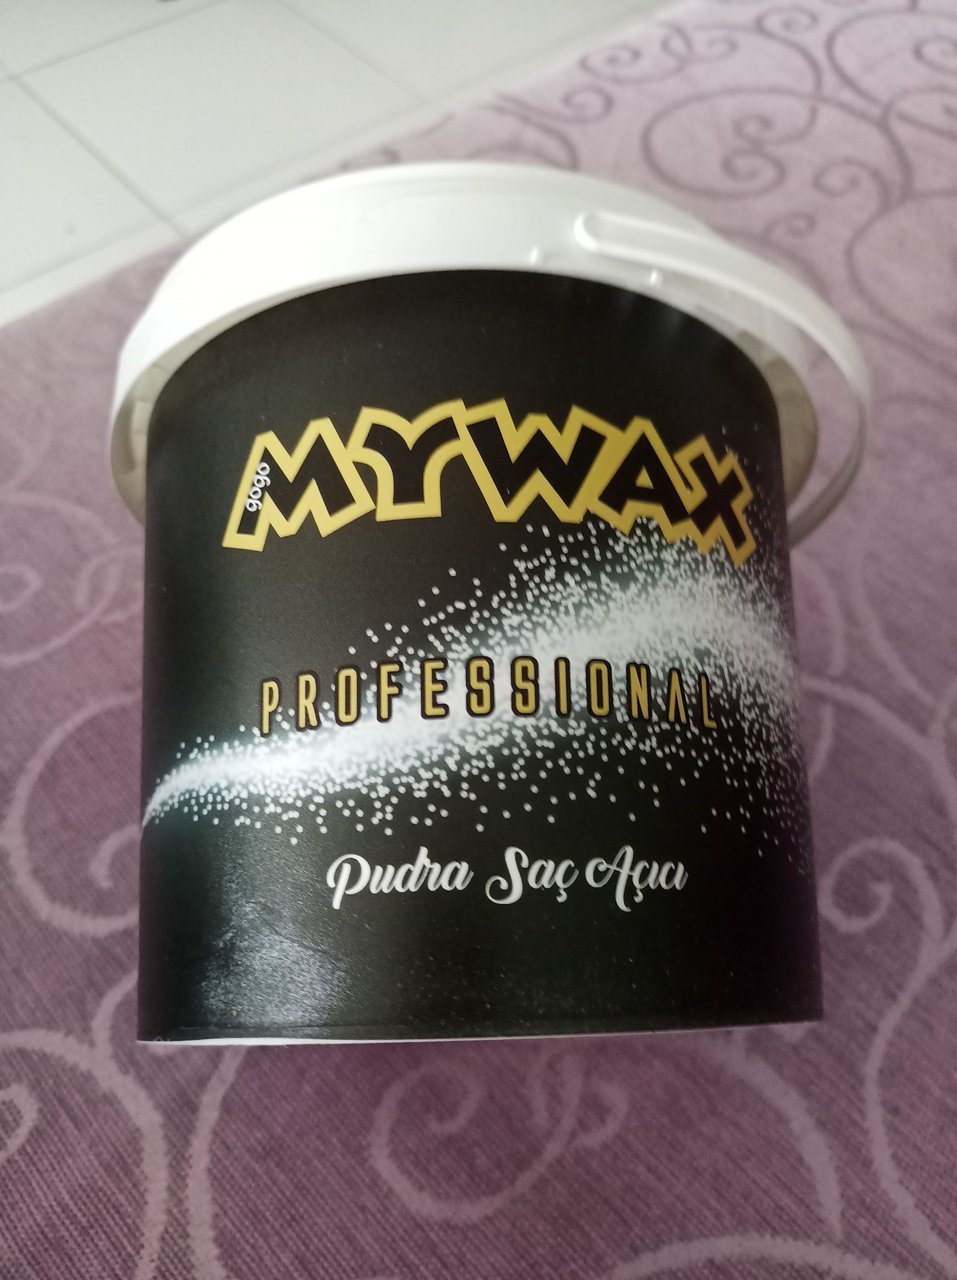 gogo
MYWAX
PROFESSIONAL
Pudra Saç Açıcı